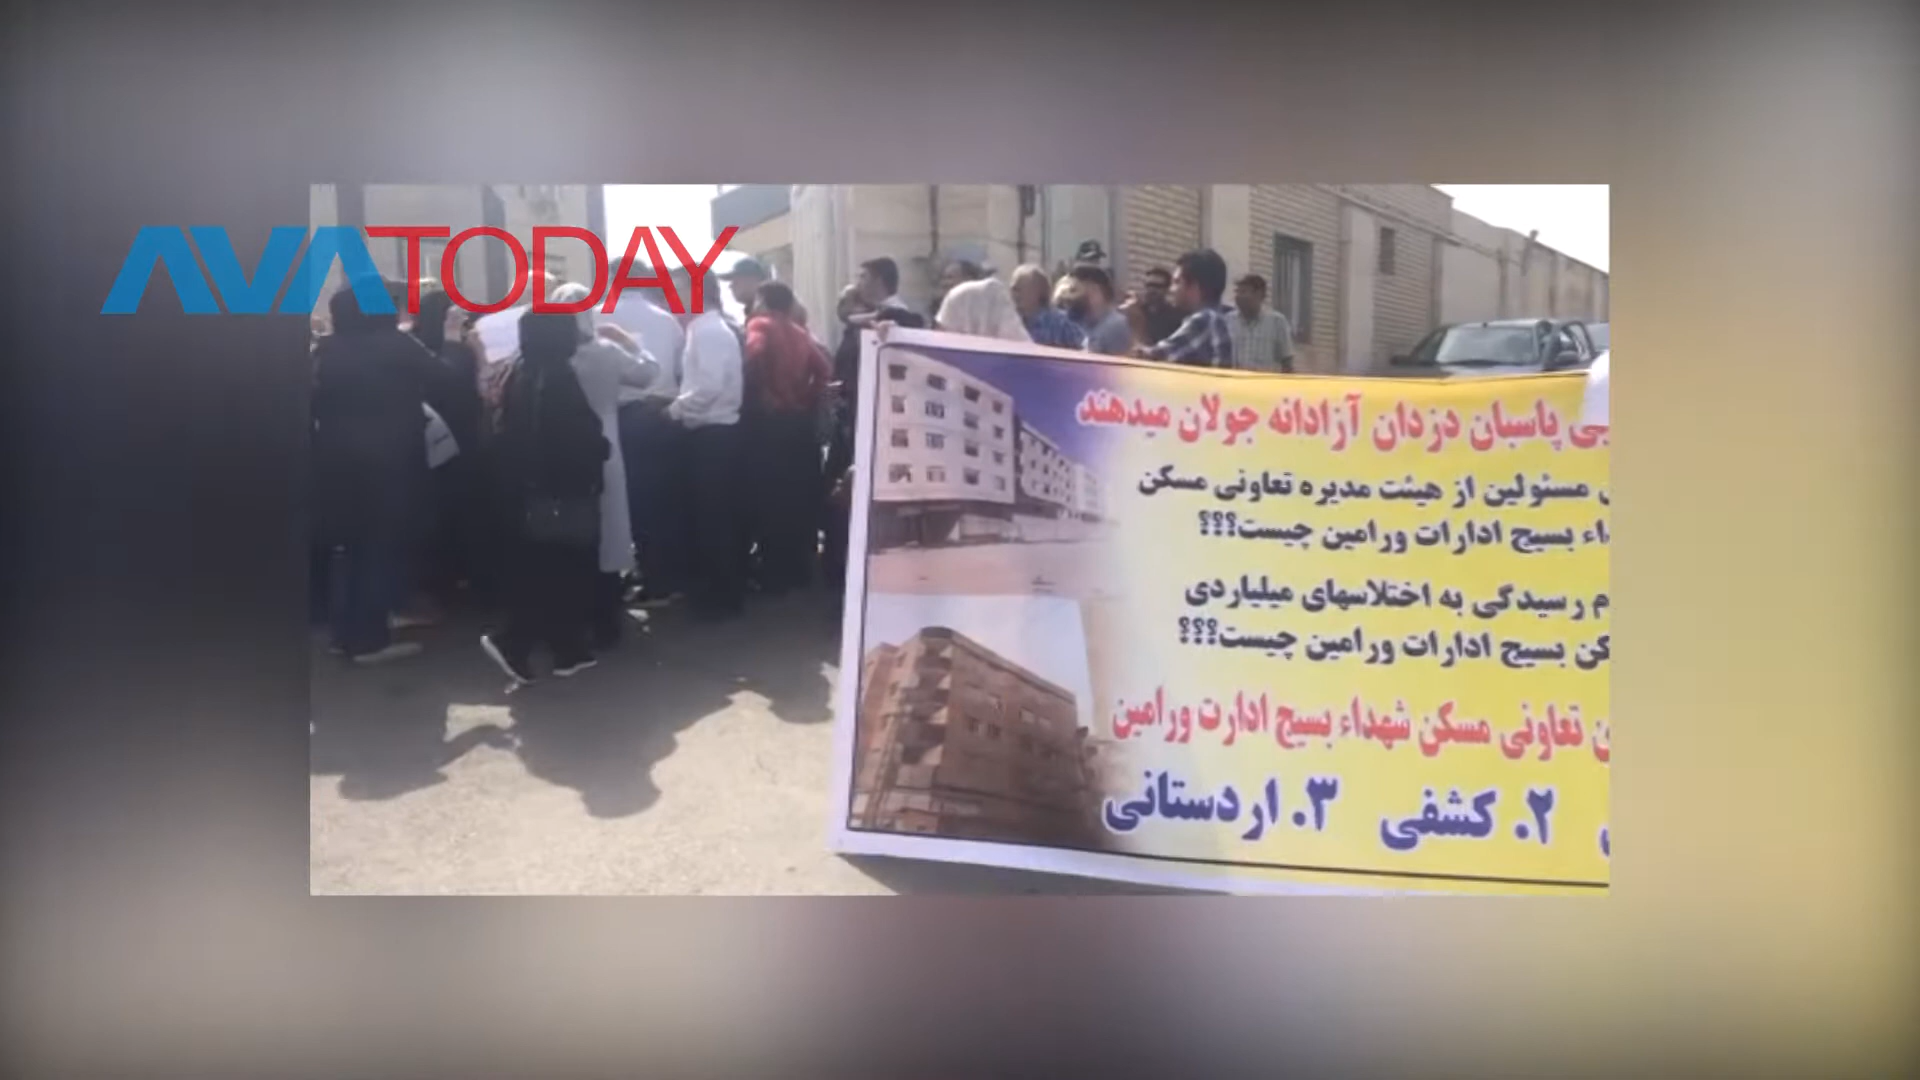 AVATODAY
پاسبان دزدان آزادانه جولان میدهند
مسئولین از هیئت مدیره تعاونی مسکن
بسیج ادارات ورامین چیست؟؟؟
رسیدگی به اختلاسهای میلیاردی
بسیج ادارات ورامین چیست؟؟؟
تعاونی مسکن شهداء بسیج ادارت ورامین
۲. کشفی ۳. اردستانی